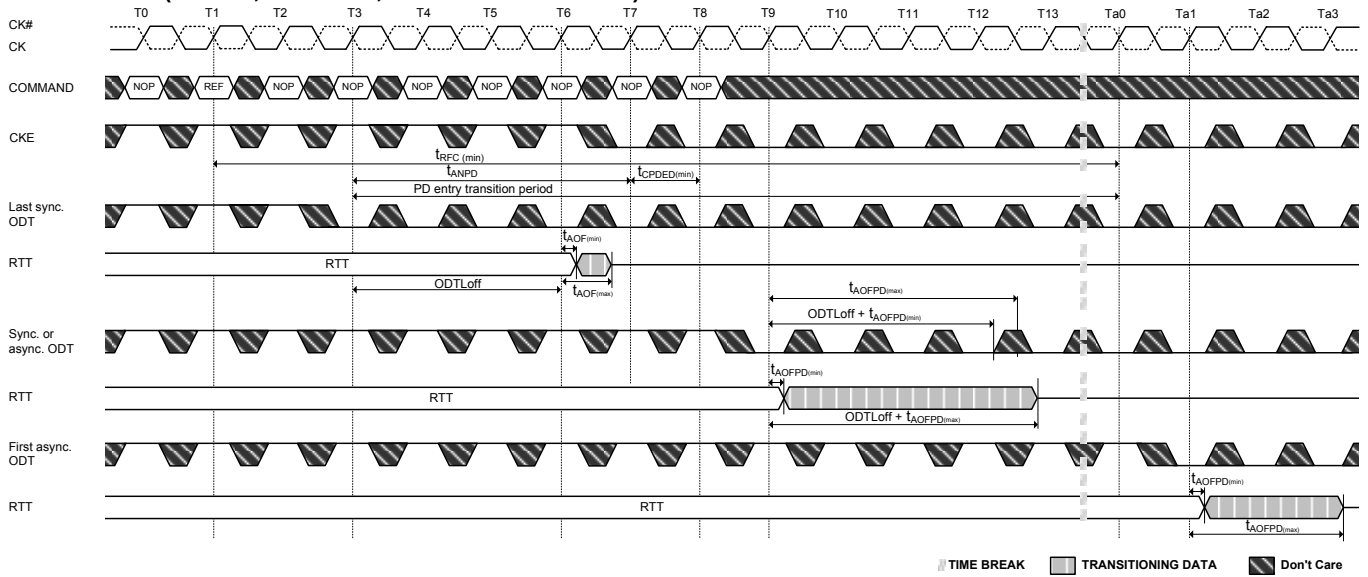 T0 T1 T2 T3 T4 T5 T6 T7 T8 T9 T10 T11 T12 T13 Ta0 Ta1 Ta2 Ta3
CK#
CK
COMMAND
NOP REF NOP NOP NOP NOP NOP NOP NOP
CKE
tRFC (min)
tANPD tCPDED(min)
PD entry transition period
Last sync.
ODT
tAOF(min)
RTT RTT
ODTLoff tAOF(max)
tAOFPD(max)
ODTLoff + tAOFPD(min)
Sync. or
async. ODT
tAOFPD(min)
RTT RTT
ODTLoff + tAOFPD(max)
First async.
ODT
tAOFPD(min)
RTT RTT
tAOFPD(max)
TIME BREAK TRANSITIONING DATA Don't Care